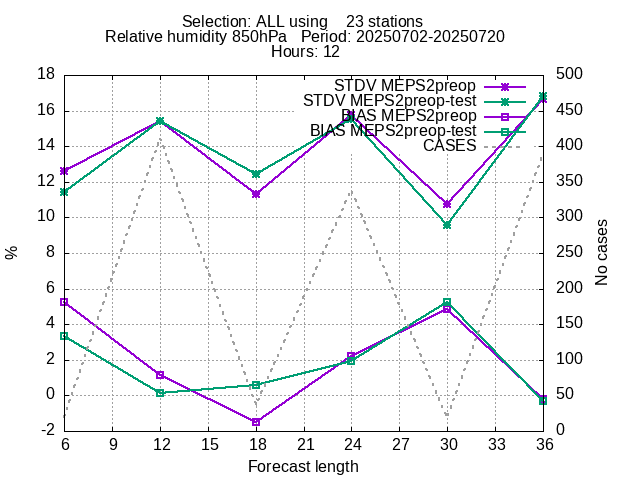 Selection: ALL using    23 stations
Relative humidity 850hPa   Period: 20250702-20250720
Hours: 12
STDV MEPS2preop
STDV MEPS2preop-test
BIAS MEPS2preop
BIAS MEPS2preop-test
CASES
18
16
14
12
10
8
6
4
2
0
-2
%
500
450
400
350
300
250
200
150
100
50
0
No cases
6 9 12 15 18 21 24 27 30 33 36
Forecast length